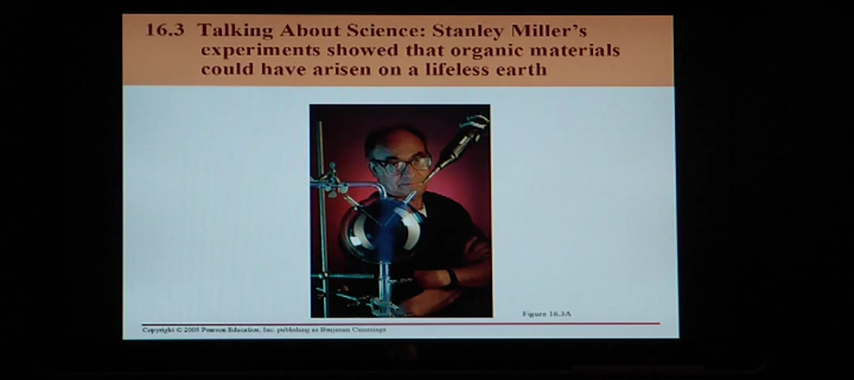 16.3 Talking About Science: Stanley Miller's
experiments showed that organic materials
could have arisen on a lifeless earth
Figure 16.3A
Copyright © 2003 Pearson Education, Inc. publishing as Benjamin Cummings